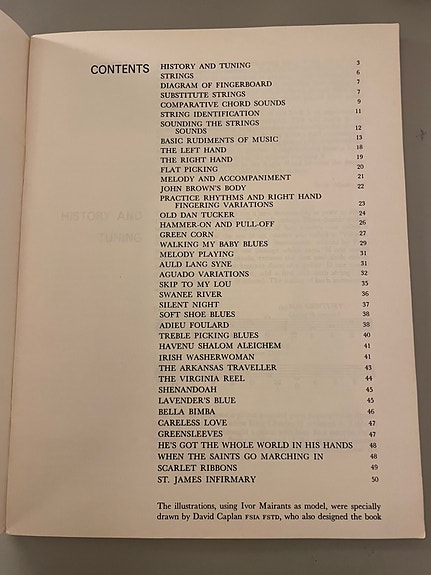 CONTENTS
HISTORY AND TUNING 3
STRINGS 6
DIAGRAM OF FINGERBOARD 7
SUBSTITUTE STRINGS 7
COMPARATIVE CHORD SOUNDS 9
STRING IDENTIFICATION 11
SOUNDING THE STRINGS
SOUNDS 12
BASIC RUDIMENTS OF MUSIC 13
THE LEFT HAND 18
THE RIGHT HAND 19
FLAT PICKING 20
MELODY AND ACCOMPANIMENT 21
JOHN BROWN'S BODY 22
PRACTICE RHYTHMS AND RIGHT HAND
FINGERING VARIATIONS 23
OLD DAN TUCKER 24
HAMMER-ON AND PULL-OFF 26
GREEN CORN 27
WALKING MY BABY BLUES 29
MELODY PLAYING 31
AULD LANG SYNE 31
AGUADO VARIATIONS 32
SKIP TO MY LOU 35
SWANEE RIVER 36
SILENT NIGHT 37
SOFT SHOE BLUES 38
ADIEU FOULARD 38
TREBLE PICKING BLUES 40
HAVENU SHALOM ALEICHEM 41
IRISH WASHERWOMAN 41
THE ARKANSAS TRAVELLER 43
THE VIRGINIA REEL 44
SHENANDOAH 45
LAVENDER'S BLUE 45
BELLA BIMBA 46
CARELESS LOVE 47
GREENSLEEVES 47
HE'S GOT THE WHOLE WORLD IN HIS HANDS 48
WHEN THE SAINTS GO MARCHING IN 48
SCARLET RIBBONS 49
ST. JAMES INFIRMARY 50
The illustrations, using Ivor Mairants as model, were specially
drawn by David Caplan FSIA FSTD, who also designed the book
HISTORY AND
TUNING